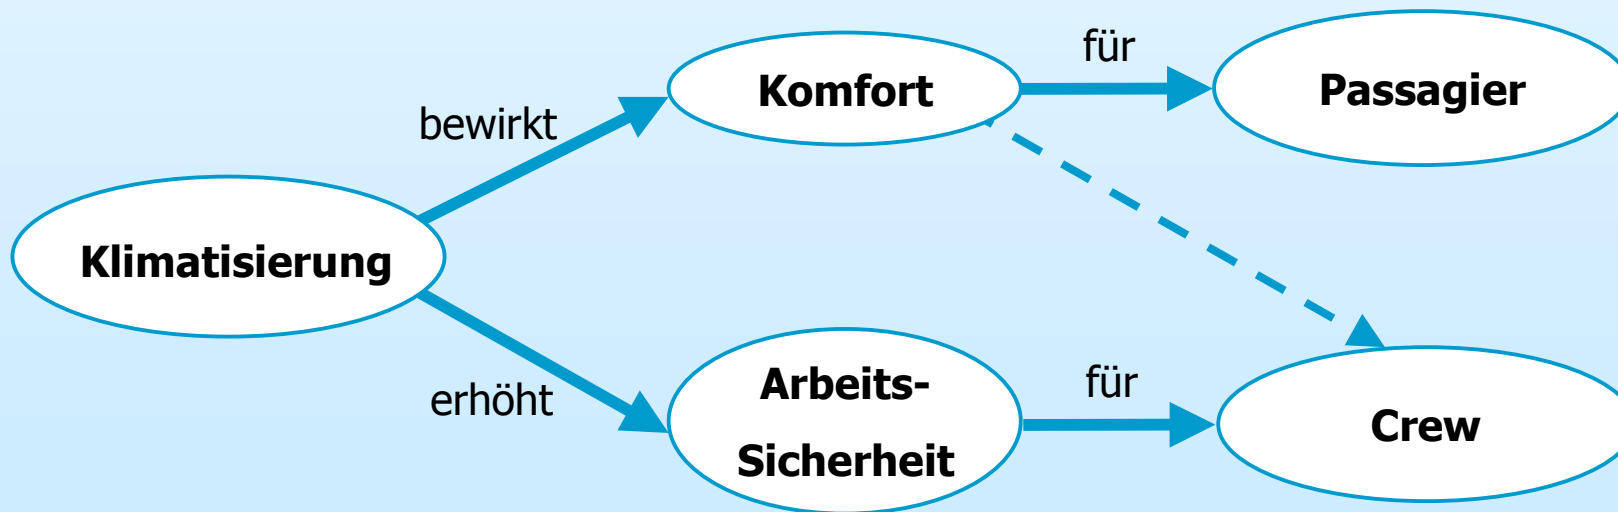 für
Komfort
Passagier
bewirkt
Klimatisierung
erhöht
Arbeits-
Sicherheit
für
Crew